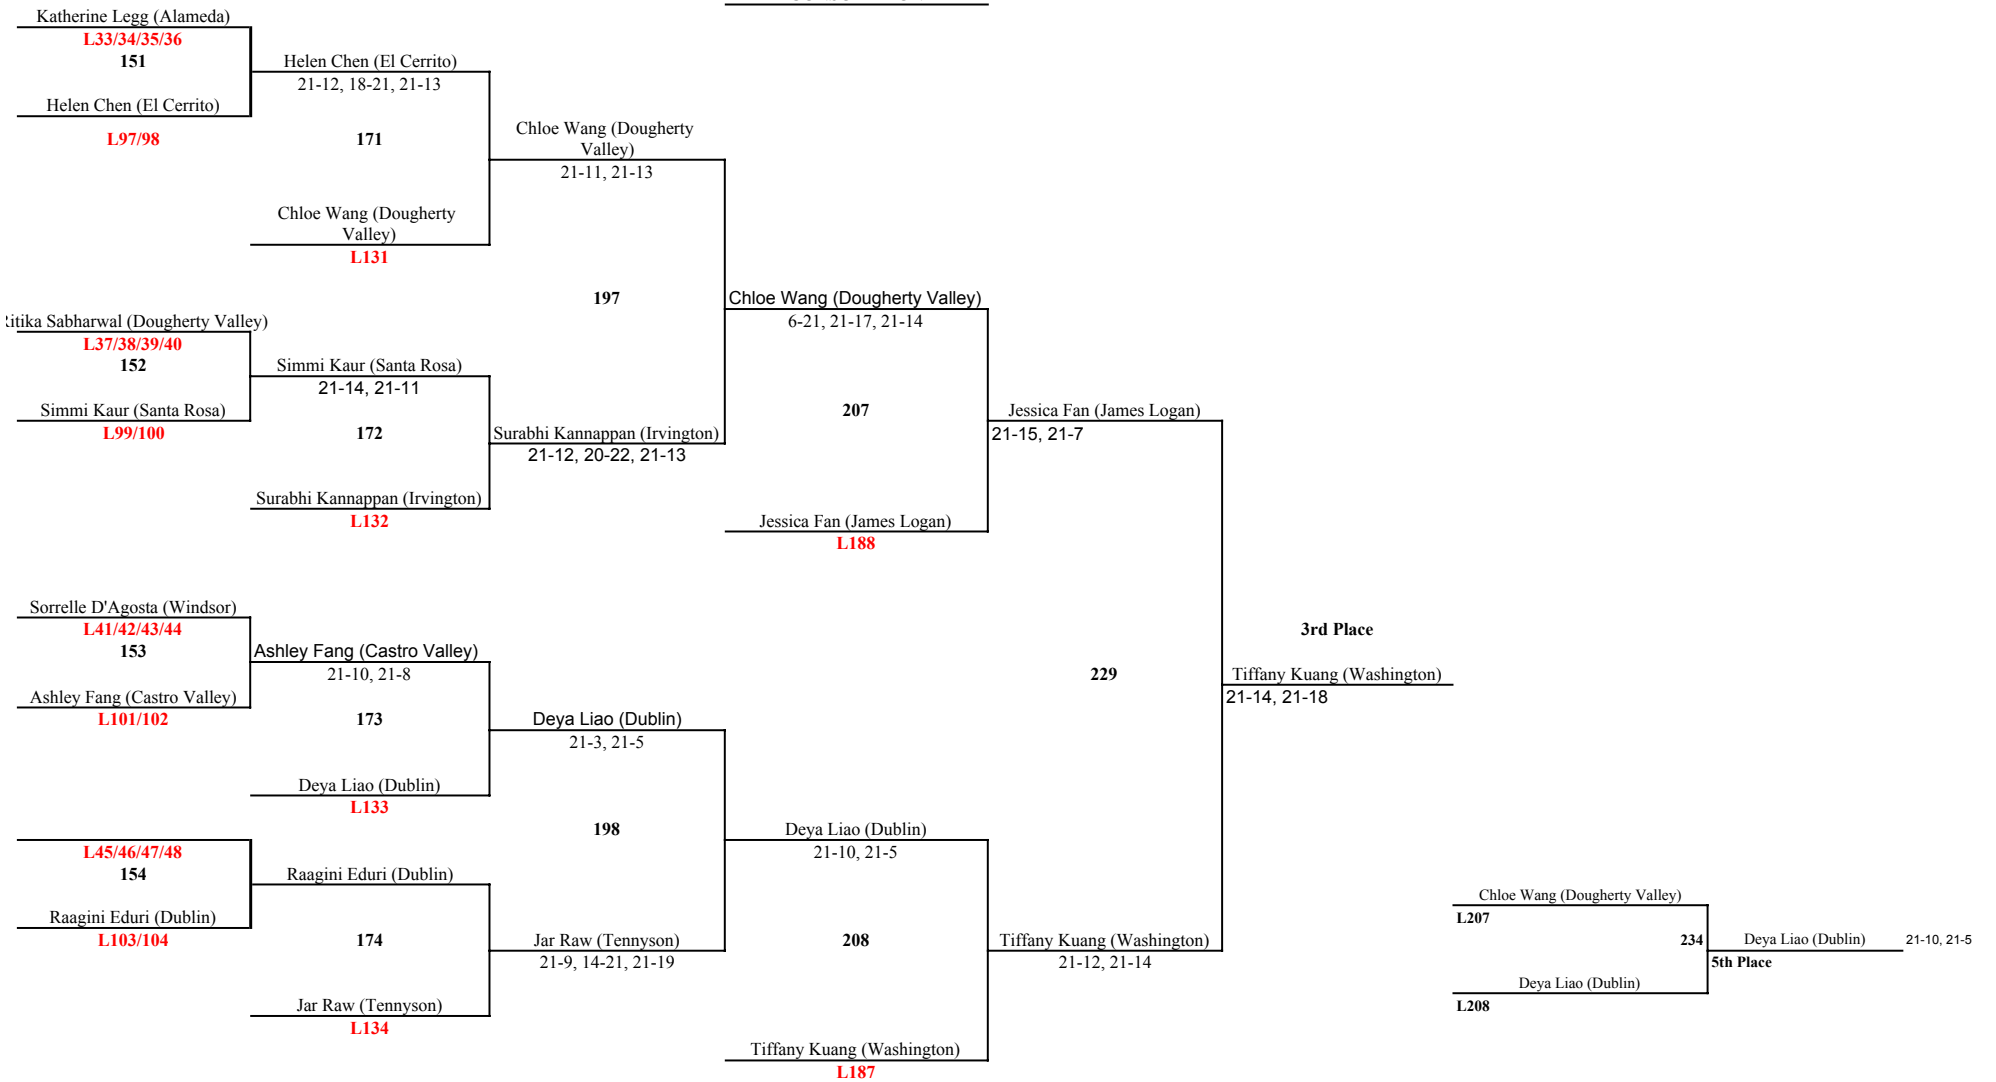 Katherine Legg (Alameda)
L33/34/35/36
151
Helen Chen (El Cerrito)
L97/98
Helen Chen (El Cerrito)
21-12, 18-21, 21-13
171
Chloe Wang (Dougherty
Valley)
L131
Chloe Wang (Dougherty
Valley)
21-11, 21-13
197
Sabharwal (Dougherty Valley)
L37/38/39/40
152
Simmi Kaur (Santa Rosa)
L99/100
Simmi Kaur (Santa Rosa)
21-14, 21-11
172
Surabhi Kannappan (Irvington)
L132
Surabhi Kannappan (Irvington)
21-12, 20-22, 21-13
Chloe Wang (Dougherty Valley)
6-21, 21-17, 21-14
207
Jessica Fan (James Logan)
L188
Jessica Fan (James Logan)
21-15, 21-7
Sorrelle D'Agosta (Windsor)
L41/42/43/44
153
Ashley Fang (Castro Valley)
L101/102
Ashley Fang (Castro Valley)
21-10, 21-8
173
Deya Liao (Dublin)
L133
Deya Liao (Dublin)
21-3, 21-5
198
L45/46/47/48
154
Raagini Eduri (Dublin)
L103/104
Raagini Eduri (Dublin)
174
Jar Raw (Tennyson)
L134
Jar Raw (Tennyson)
21-9, 14-21, 21-19
Deya Liao (Dublin)
21-10, 21-5
208
Tiffany Kuang (Washington)
L187
Tiffany Kuang (Washington)
21-12, 21-14
229
3rd Place
Tiffany Kuang (Washington)
21-14, 21-18
Chloe Wang (Dougherty Valley)
L207
234
Deya Liao (Dublin)
21-10, 21-5
5th Place
Deya Liao (Dublin)
L208